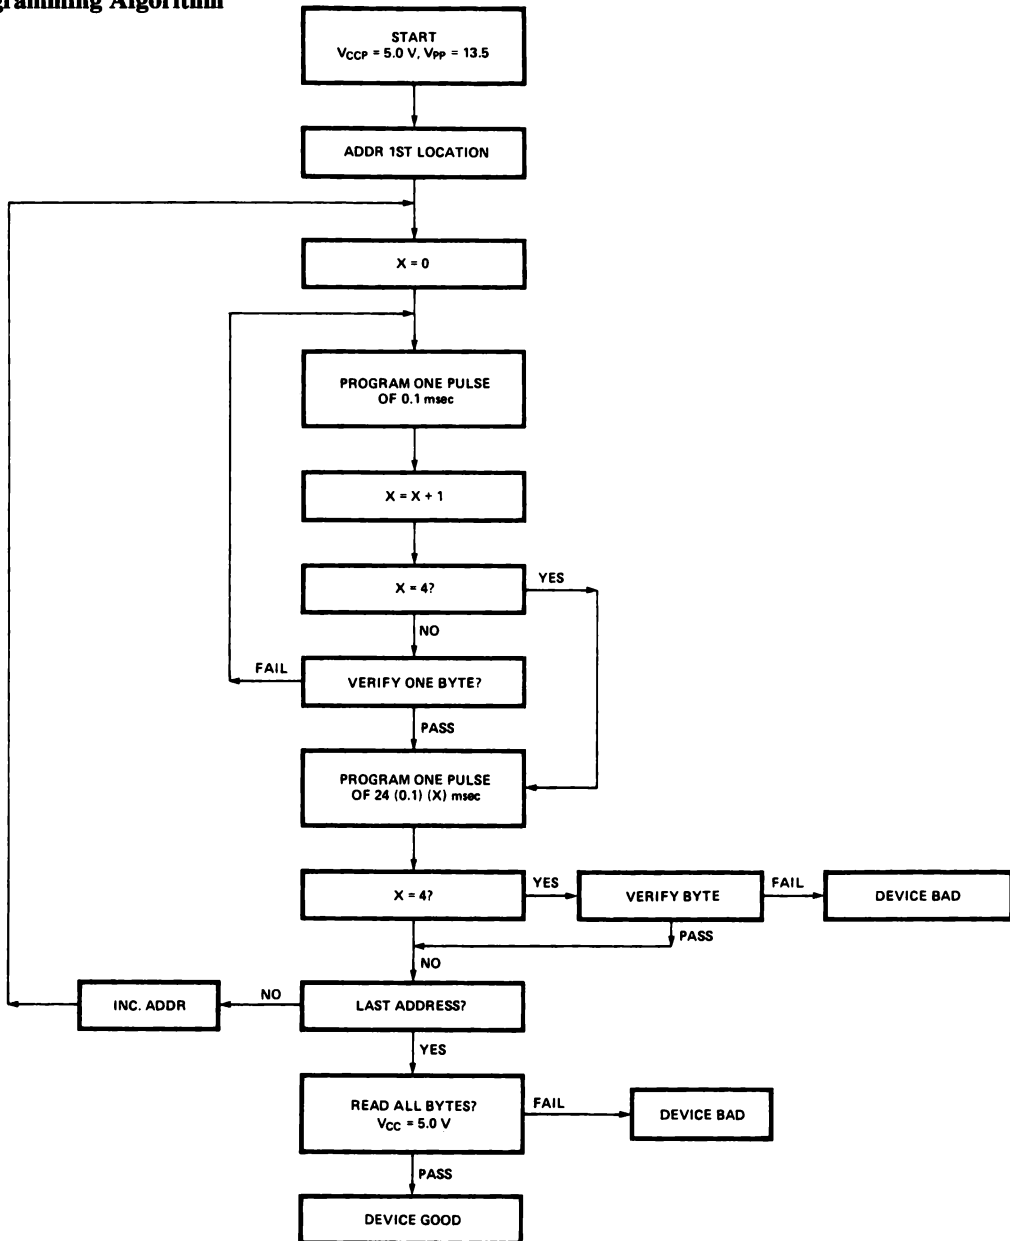 START
VCCP = 5.0 V, VPP = 13.5
ADDR 1ST LOCATION
X = 0
PROGRAM ONE PULSE
OF 0.1 msec
X = X + 1
X = 4?
YES
NO
FAIL
VERIFY ONE BYTE?
PASS
PROGRAM ONE PULSE
OF 24 (0.1) (X) msec
X = 4?
YES
VERIFY BYTE
FAIL
DEVICE BAD
PASS
NO
INC. ADDR
NO
LAST ADDRESS?
YES
READ ALL BYTES?
VCC = 5.0 V
FAIL
DEVICE BAD
PASS
DEVICE GOOD